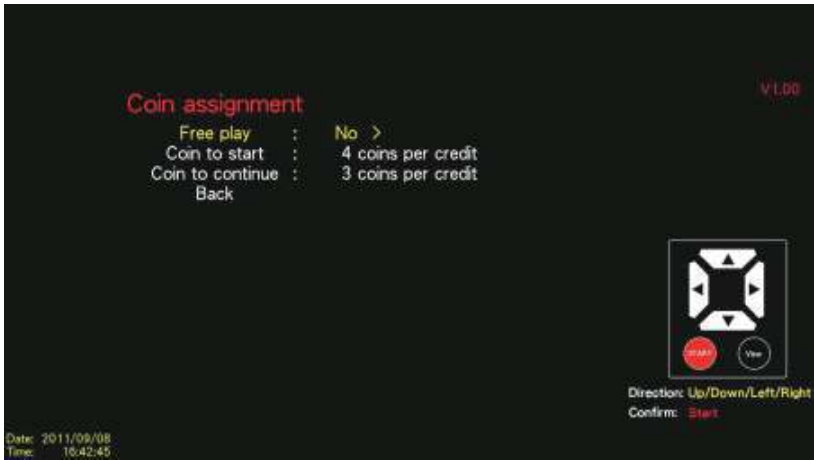 V1.00
Coin assignment
Free play : No >
Coin to start : 4 coins per credit
Coin to continue : 3 coins per credit
Back
START View
Direction: Up/Down/Left/Right
Confirm: Start
Date: 2011/09/08
Time: 16:42:45